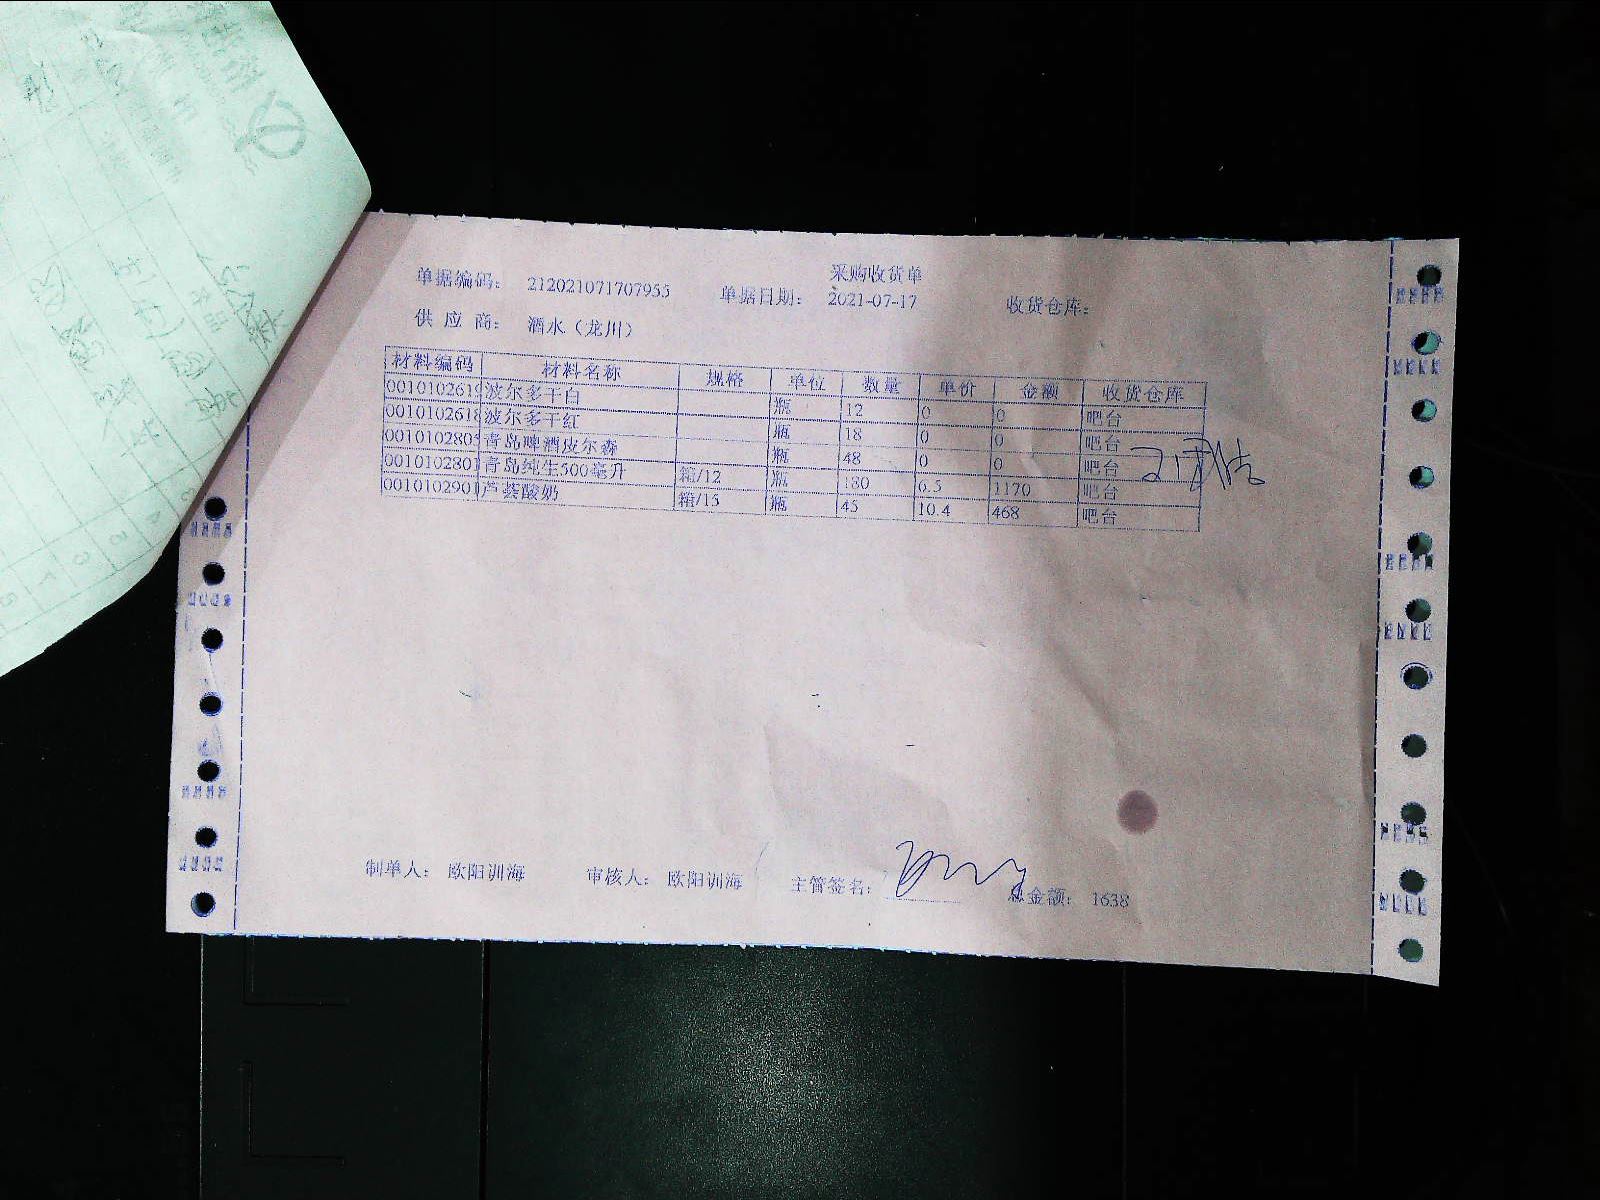 采购收货单
单据编码： 212021071707955 单据日期： 2021-07-17 收货仓库：
供 应 商： 酒水（龙川）
材料编码 材料名称 规格 单位 数量 单价 金额 收货仓库
0010102619 波尔多干白 瓶 12 0 0 吧台
0010102618 波尔多干红 瓶 18 0 0 吧台
001010280 青岛啤酒皮尔森 瓶 48 0 0 吧台
001010280 青岛纯生500毫升 箱/12 瓶 180 6.5 1170 吧台
001010290 芦荟酸奶 箱/15 瓶 45 10.4 468 吧台
制单人： 欧阳训海 审核人： 欧阳训海 主管签名： 总金额： 1638